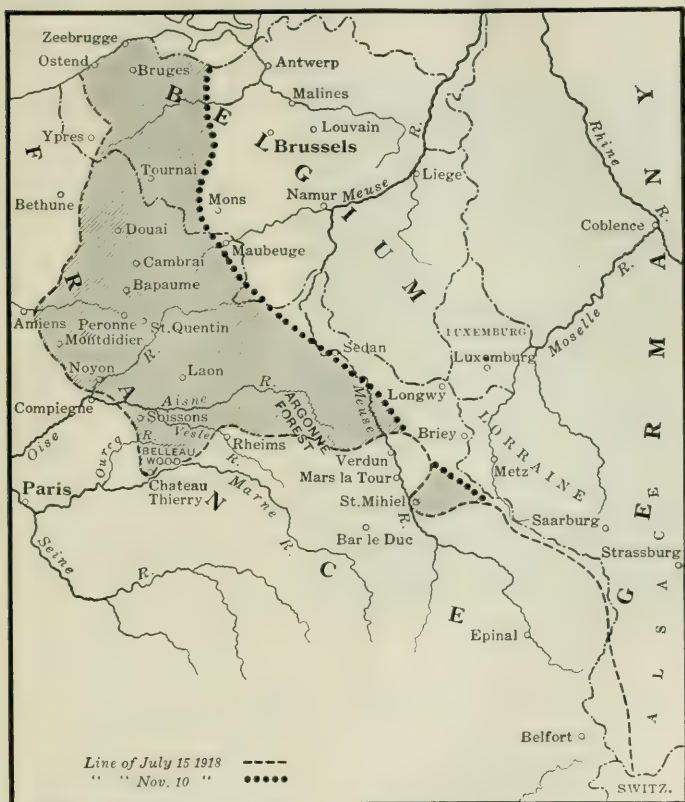 Zeebrugge
Ostend
Bruges
Antwerp
Malines
Louvain
Brussels
Ypres
Tournai
Mons
Namur
Meuse
R.
Liege
Rhine
R.
Coblence
Bethune
Douai
Maubeuge
Cambrai
Bapaume
Amiens
Peronne
St.Quentin
Montdidier
R.
Noyon
Laon
Sedan
LUXEMBURG
Luxemburg
Moselle
R.
Longwy
Compiegne
Oise
Aisne
R.
Soissons
Vesle
R.
Ourcq
BELLEAU
WOOD
Rheims
R.
ARGONNE
FOREST
Meuse
Briey
LORRAINE
Metz
Verdun
Mars la Tour
St.Mihiel
R.
Paris
Chateau
Thierry
Marne
R.
Bar le Duc
Saarburg
Strassburg
Seine
R.
Epinal
Belfort
SWITZ.
BELGIUM
FRANCE
GERMANY
ALSACE
Line of July 15 1918
" " Nov. 10 "